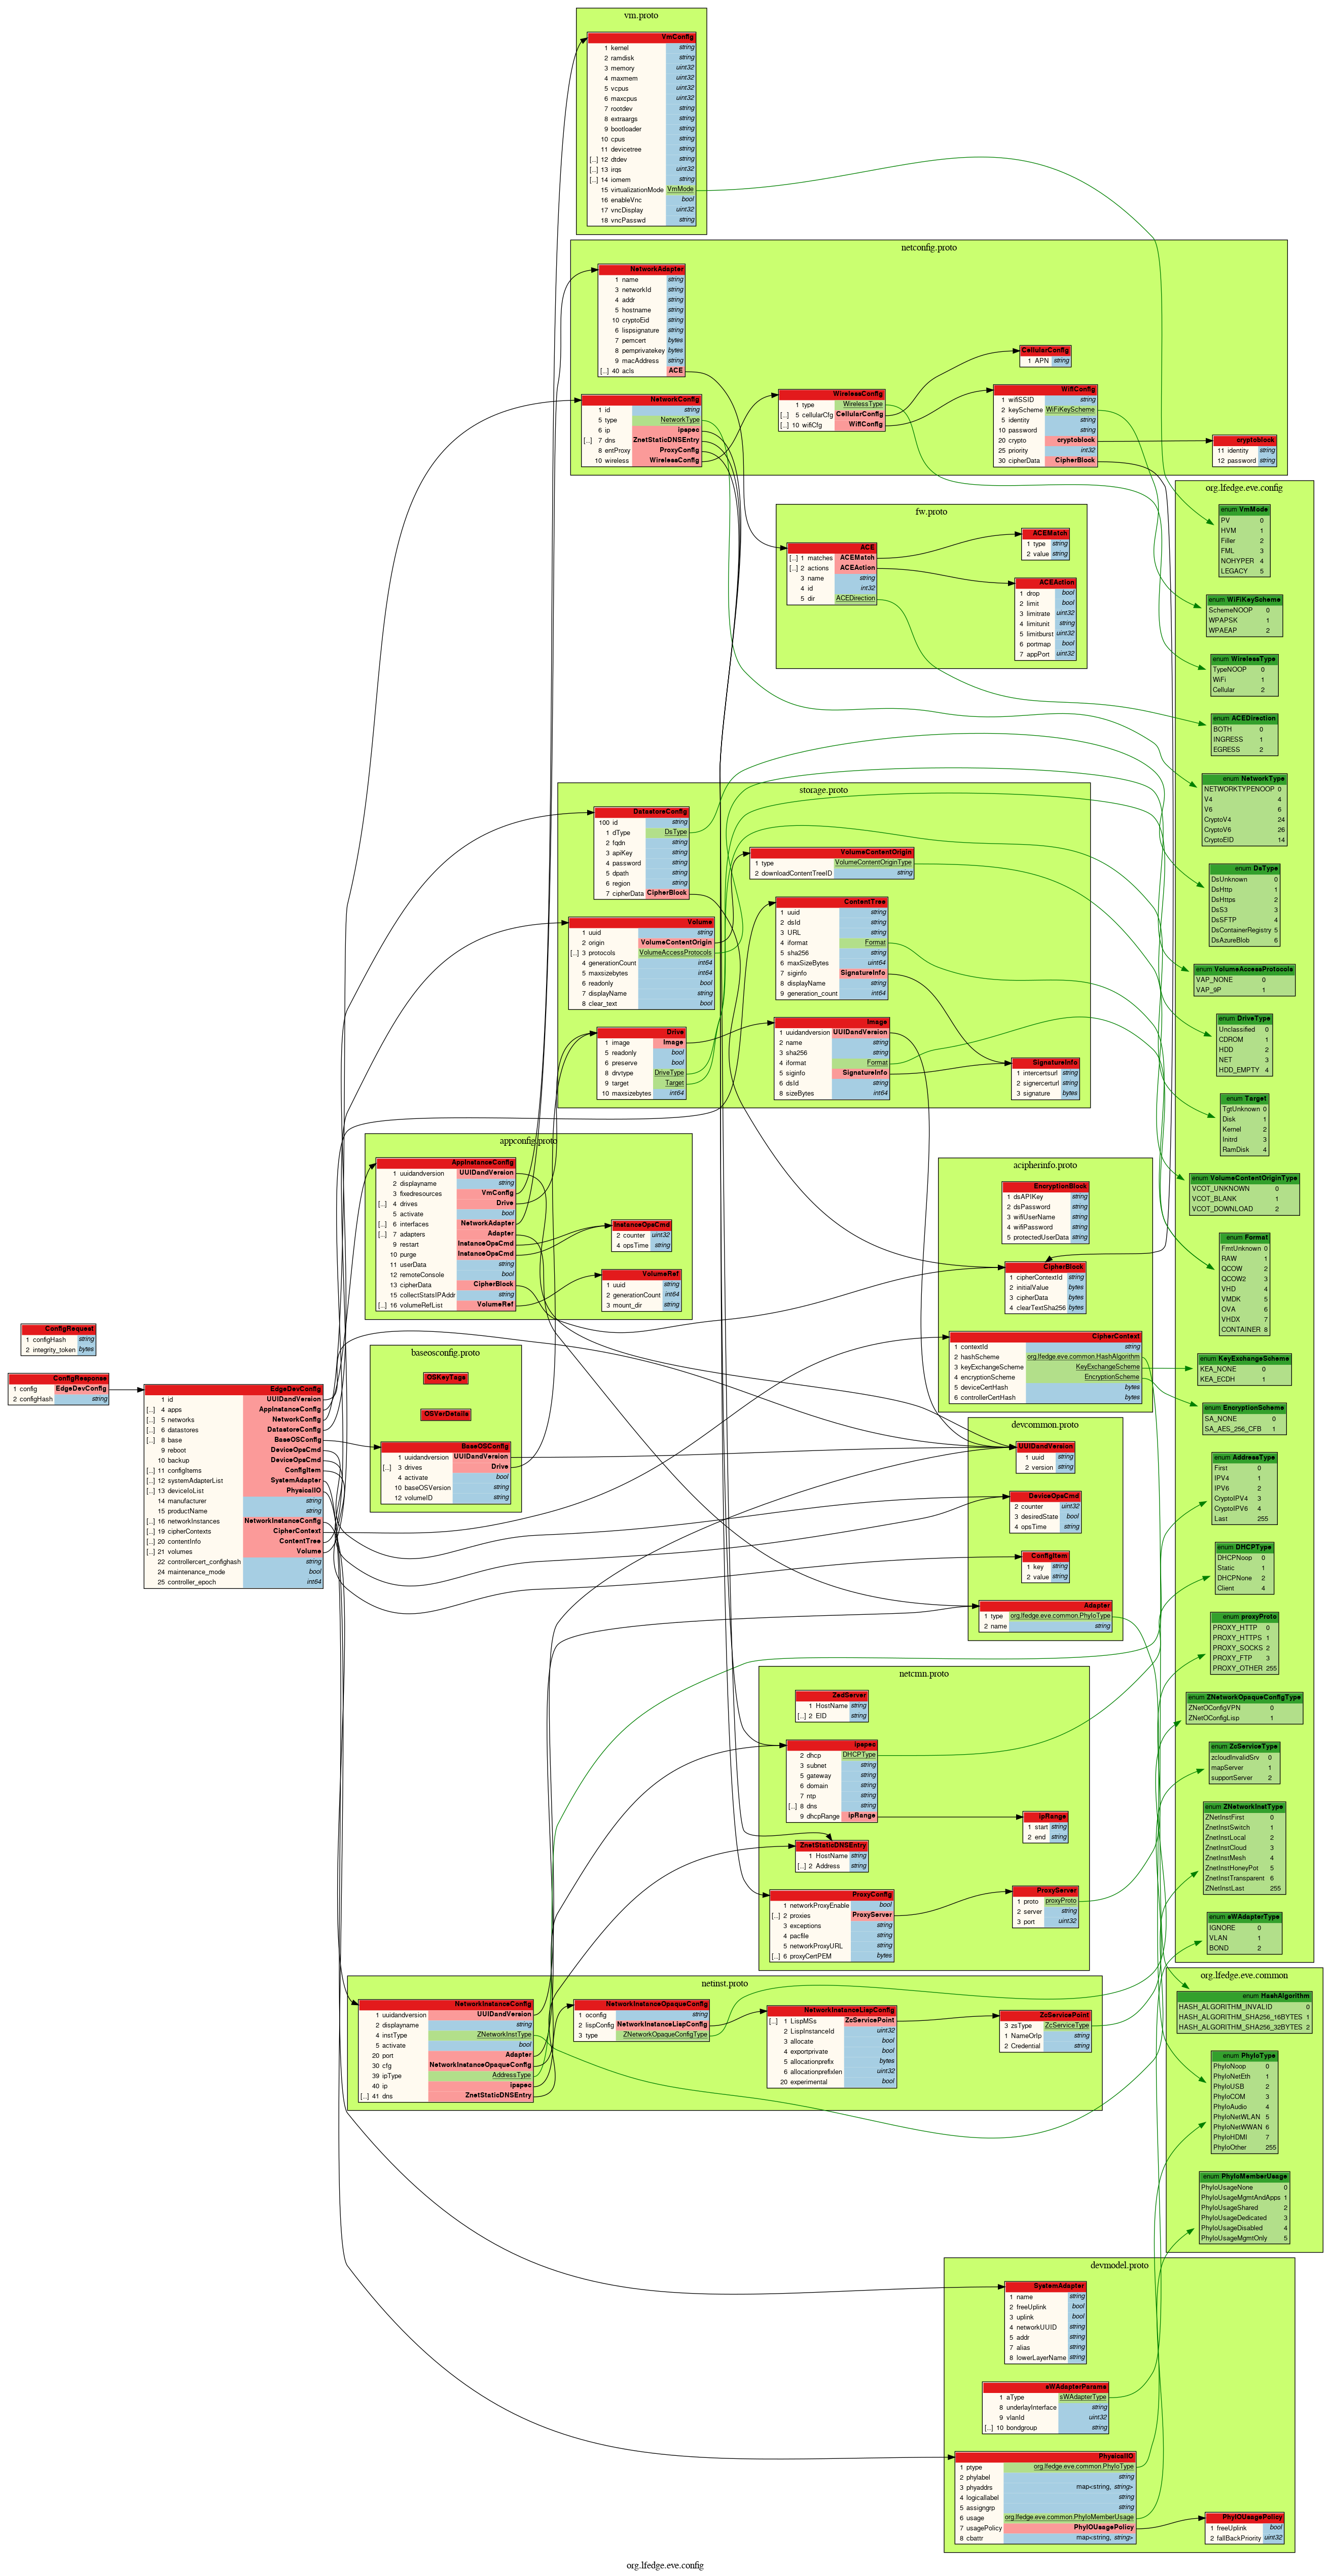 vm.proto
VmConfig
1 kernel string
2 ramdisk string
3 memory uint32
4 maxmem uint32
5 vcpus uint32
6 maxcpus uint32
7 rootdev string
8 extraargs string
9 bootloader string
10 cpus string
11 devicetree string
[...] 12 dtdev string
[...] 13 irqs uint32
[...] 14 iomem string
15 virtualizationMode VmMode
16 enableVnc bool
17 vncDisplay uint32
18 vncPasswd string
netconfig.proto
NetworkAdapter
1 name string
3 networkId string
4 addr string
5 hostname string
10 cryptoEid string
6 lispsignature string
7 pemcert bytes
8 pemprivatekey bytes
9 macAddress string
[...] 40 acls ACE
NetworkConfig
1 id string
5 type NetworkType
6 ip ipspec
[...] 7 dns ZnetStaticDNSEntry
8 entProxy ProxyConfig
10 wireless WirelessConfig
WirelessConfig
1 type WirelessType
[...] 5 cellularCfg CellularConfig
[...] 10 wifiCfg WifiConfig
CellularConfig
1 APN string
WifiConfig
1 wifiSSID string
2 keyScheme WiFiKeyScheme
5 identity string
10 password string
20 crypto cryptoblock
25 priority int32
30 cipherData CipherBlock
cryptoblock
11 identity string
12 password string
fw.proto
ACE
[...] 1 matches ACEMatch
[...] 2 actions ACEAction
3 name string
4 id int32
5 dir ACEDirection
ACEMatch
1 type string
2 value string
ACEAction
1 drop bool
2 limit bool
3 limitrate uint32
4 limitunit string
5 limitburst uint32
6 portmap bool
7 appPort uint32
storage.proto
DatastoreConfig
100 id string
1 dType DsType
2 fqdn string
3 apiKey string
4 password string
5 dpath string
6 region string
7 cipherData CipherBlock
Volume
1 uuid string
2 origin VolumeContentOrigin
[...] 3 protocols VolumeAccessProtocols
4 generationCount int64
5 maxsizebytes int64
6 readonly bool
7 displayName string
8 clear_text bool
Drive
1 image Image
5 readonly bool
6 preserve bool
8 drvtype DriveType
9 target Target
10 maxsizebytes int64
VolumeContentOrigin
1 type VolumeContentOriginType
2 downloadContentTreeID string
ContentTree
1 uuid string
2 dsId string
3 URL string
4 iformat Format
5 sha256 string
6 maxSizeBytes uint64
7 siginfo SignatureInfo
8 displayName string
9 generation_count int64
Image
1 uuidandversion UUIDandVersion
2 name string
3 sha256 string
4 iformat Format
5 siginfo SignatureInfo
6 dsId string
8 sizeBytes int64
SignatureInfo
1 intercertsurl string
2 signercerturl string
3 signature bytes
appconfig.proto
AppInstanceConfig
1 uuidandversion UUIDandVersion
2 displayname string
3 fixedresources VmConfig
[...] 4 drives Drive
5 activate bool
[...] 6 interfaces NetworkAdapter
[...] 7 adapters Adapter
9 restart InstanceOpsCmd
10 purge InstanceOpsCmd
11 userData string
12 remoteConsole bool
13 cipherData CipherBlock
15 collectStatsIPAddr string
[...] 16 volumeRefList VolumeRef
InstanceOpsCmd
2 counter uint32
4 opsTime string
VolumeRef
1 uuid string
2 generationCount int64
3 mount_dir string
acipherinfo.proto
EncryptionBlock
1 dsAPIKey string
2 dsPassword string
3 wifiUserName string
4 wifiPassword string
5 protectedUserData string
CipherBlock
1 cipherContextId string
2 initialValue bytes
3 cipherData bytes
4 clearTextSha256 bytes
CipherContext
1 contextId string
2 hashScheme org.lfedge.eve.common.HashAlgorithm
3 keyExchangeScheme KeyExchangeScheme
4 encryptionScheme EncryptionScheme
5 deviceCertHash bytes
6 controllerCertHash bytes
ConfigRequest
1 configHash string
2 integrity_token bytes
ConfigResponse
1 config EdgeDevConfig
2 configHash string
EdgeDevConfig
1 id UUIDandVersion
[...] 4 apps AppInstanceConfig
[...] 5 networks NetworkConfig
[...] 6 datastores DatastoreConfig
[...] 8 base BaseOSConfig
9 reboot DeviceOpsCmd
10 backup DeviceOpsCmd
[...] 11 configItems ConfigItem
[...] 12 systemAdapterList SystemAdapter
[...] 13 deviceIoList PhysicalIO
14 manufacturer string
15 productName string
[...] 16 networkInstances NetworkInstanceConfig
[...] 19 cipherContexts CipherContext
[...] 20 contentInfo ContentTree
[...] 21 volumes Volume
22 controllercert_confighash string
24 maintenance_mode bool
25 controller_epoch int64
baseosconfig.proto
OSKeyTags
OSVerDetails
BaseOSConfig
1 uuidandversion UUIDandVersion
[...] 3 drives Drive
4 activate bool
10 baseOSVersion string
12 volumeID string
devcommon.proto
UUIDandVersion
1 uuid string
2 version string
DeviceOpsCmd
2 counter uint32
3 desiredState bool
4 opsTime string
ConfigItem
1 key string
2 value string
Adapter
1 type org.lfedge.eve.common.PhyIoType
2 name string
netcmn.proto
ZedServer
1 HostName string
[...] 2 EID string
ipspec
2 dhcp DHCPType
3 subnet string
5 gateway string
6 domain string
7 ntp string
[...] 8 dns string
9 dhcpRange ipRange
ipRange
1 start string
2 end string
ZnetStaticDNSEntry
1 HostName string
[...] 2 Address string
ProxyConfig
1 networkProxyEnable bool
[...] 2 proxies ProxyServer
3 exceptions string
4 pacfile string
5 networkProxyURL string
[...] 6 proxyCertPEM bytes
ProxyServer
1 proto proxyProto
2 server string
3 port uint32
netinst.proto
NetworkInstanceConfig
1 uuidandversion UUIDandVersion
2 displayname string
4 instType ZNetworkInstType
5 activate bool
20 port Adapter
30 cfg NetworkInstanceOpaqueConfig
39 ipType AddressType
40 ip ipspec
[...] 41 dns ZnetStaticDNSEntry
NetworkInstanceOpaqueConfig
1 oconfig string
2 lispConfig NetworkInstanceLispConfig
3 type ZNetworkOpaqueConfigType
NetworkInstanceLispConfig
[...] 1 LispMSs ZcServicePoint
2 LispInstanceId uint32
3 allocate bool
4 exportprivate bool
5 allocationprefix bytes
6 allocationprefixlen uint32
20 experimental bool
ZcServicePoint
3 zsType ZcServiceType
1 NameOrIp string
2 Credential string
devmodel.proto
SystemAdapter
1 name string
2 freeUplink bool
3 uplink bool
4 networkUUID string
5 addr string
7 alias string
8 lowerLayerName string
sWAdapterParams
1 aType sWAdapterType
8 underlayInterface string
9 vlanId uint32
[...] 10 bondgroup string
PhysicalIO
1 ptype org.lfedge.eve.common.PhyIoType
2 phylabel string
3 phyaddrs map<string, string>
4 logicallabel string
5 assigngrp string
6 usage org.lfedge.eve.common.PhyIoMemberUsage
7 usagePolicy PhyIOUsagePolicy
8 cbattr map<string, string>
PhyIOUsagePolicy
1 freeUplink bool
2 fallBackPriority uint32
org.lfedge.eve.config
enum VmMode
PV 0
HVM 1
Filler 2
FML 3
NOHYPER 4
LEGACY 5
enum WiFiKeyScheme
SchemeNOOP 0
WPAPSK 1
WPAEAP 2
enum WirelessType
TypeNOOP 0
WiFi 1
Cellular 2
enum ACEDirection
BOTH 0
INGRESS 1
EGRESS 2
enum NetworkType
NETWORKTYPENOOP 0
V4 4
V6 6
CryptoV4 24
CryptoV6 26
CryptoEID 14
enum DsType
DsUnknown 0
DsHttp 1
DsHttps 2
DsS3 3
DsSFTP 4
DsContainerRegistry 5
DsAzureBlob 6
enum VolumeAccessProtocols
VAP_NONE 0
VAP_9P 1
enum DriveType
Unclassified 0
CDROM 1
HDD 2
NET 3
HDD_EMPTY 4
enum Target
TgtUnknown 0
Disk 1
Kernel 2
Initrd 3
RamDisk 4
enum VolumeContentOriginType
VCOT_UNKNOWN 0
VCOT_BLANK 1
VCOT_DOWNLOAD 2
enum Format
FmtUnknown 0
RAW 1
QCOW 2
QCOW2 3
VHD 4
VMDK 5
OVA 6
VHDX 7
CONTAINER 8
enum KeyExchangeScheme
KEA_NONE 0
KEA_ECDH 1
enum EncryptionScheme
SA_NONE 0
SA_AES_256_CFB 1
enum AddressType
First 0
IPV4 1
IPV6 2
CryptoIPV4 3
CryptoIPV6 4
Last 255
enum DHCPType
DHCPNoop 0
Static 1
DHCPNone 2
Client 4
enum proxyProto
PROXY_HTTP 0
PROXY_HTTPS 1
PROXY_SOCKS 2
PROXY_FTP 3
PROXY_OTHER 255
enum ZNetworkOpaqueConfigType
ZNetOConfigVPN 0
ZNetOConfigLisp 1
enum ZcServiceType
zcloudInvalidSrv 0
mapServer 1
supportServer 2
enum ZNetworkInstType
ZNetInstFirst 0
ZnetInstSwitch 1
ZnetInstLocal 2
ZnetInstCloud 3
ZnetInstMesh 4
ZnetInstHoneyPot 5
ZnetInstTransparent 6
ZNetInstLast 255
enum sWAdapterType
IGNORE 0
VLAN 1
BOND 2
org.lfedge.eve.common
enum HashAlgorithm
HASH_ALGORITHM_INVALID 0
HASH_ALGORITHM_SHA256_16BYTES 1
HASH_ALGORITHM_SHA256_32BYTES 2
enum PhyIoType
PhyIoNoop 0
PhyIoNetEth 1
PhyIoUSB 2
PhyIoCOM 3
PhyIoAudio 4
PhyIoNetWLAN 5
PhyIoNetWWAN 6
PhyIoHDMI 7
PhyIoOther 255
enum PhyIoMemberUsage
PhyIoUsageNone 0
PhyIoUsageMgmtAndApps 1
PhyIoUsageShared 2
PhyIoUsageDedicated 3
PhyIoUsageDisabled 4
PhyIoUsageMgmtOnly 5
org.lfedge.eve.config